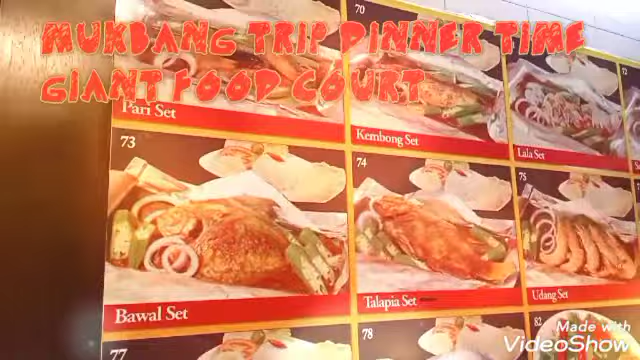 MUKBANG TRIP DINNER TIME
GIANT FOOD COURT
70
72
Pari Set
Kembong Set
Lala Set
73
74
75
Bawal Set
Talapia Set
Udang Set
77
78
82
Made with
VideoShow